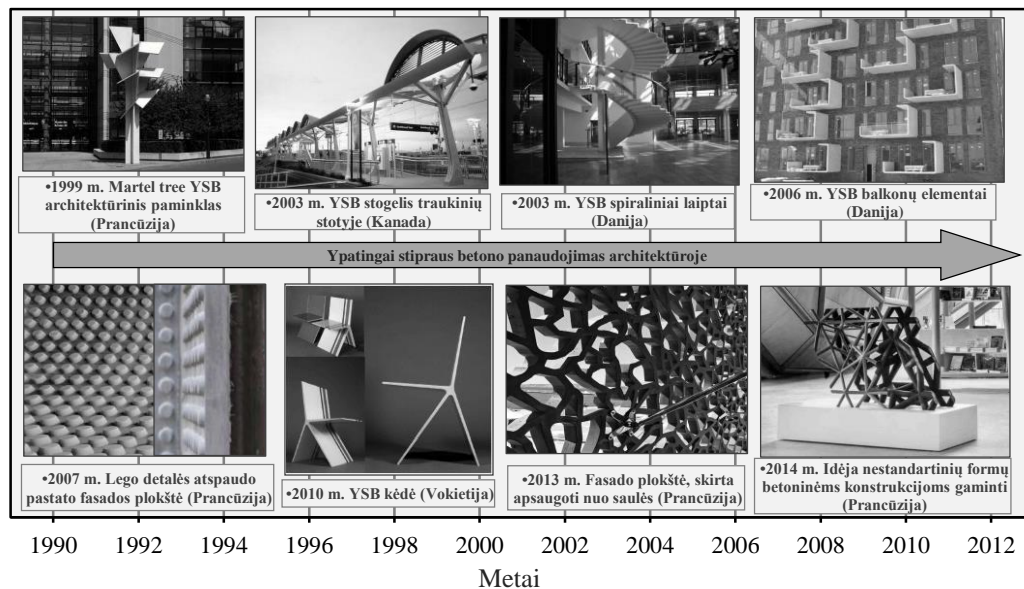 •1999 m. Martel tree YSB
architektūrinis paminklas
(Prancūzija)
•2003 m. YSB stogelis traukinių
stotyje (Kanada)
•2003 m. YSB spiraliniai laiptai
(Danija)
•2006 m. YSB balkonų elementai
(Danija)
Ypatingai stipraus betono panaudojimas architektūroje
•2007 m. Lego detalės atspaudo
pastato fasados plokštė (Prancūzija)
•2010 m. YSB kėdė (Vokietija)
•2013 m. Fasado plokštė, skirta
apsaugoti nuo saulės (Prancūzija)
•2014 m. Idėja nestandartinių formų
betoninėms konstrukcijoms gaminti
(Prancūzija)
1990 1992 1994 1996 1998 2000 2002 2004 2006 2008 2010 2012
Metai